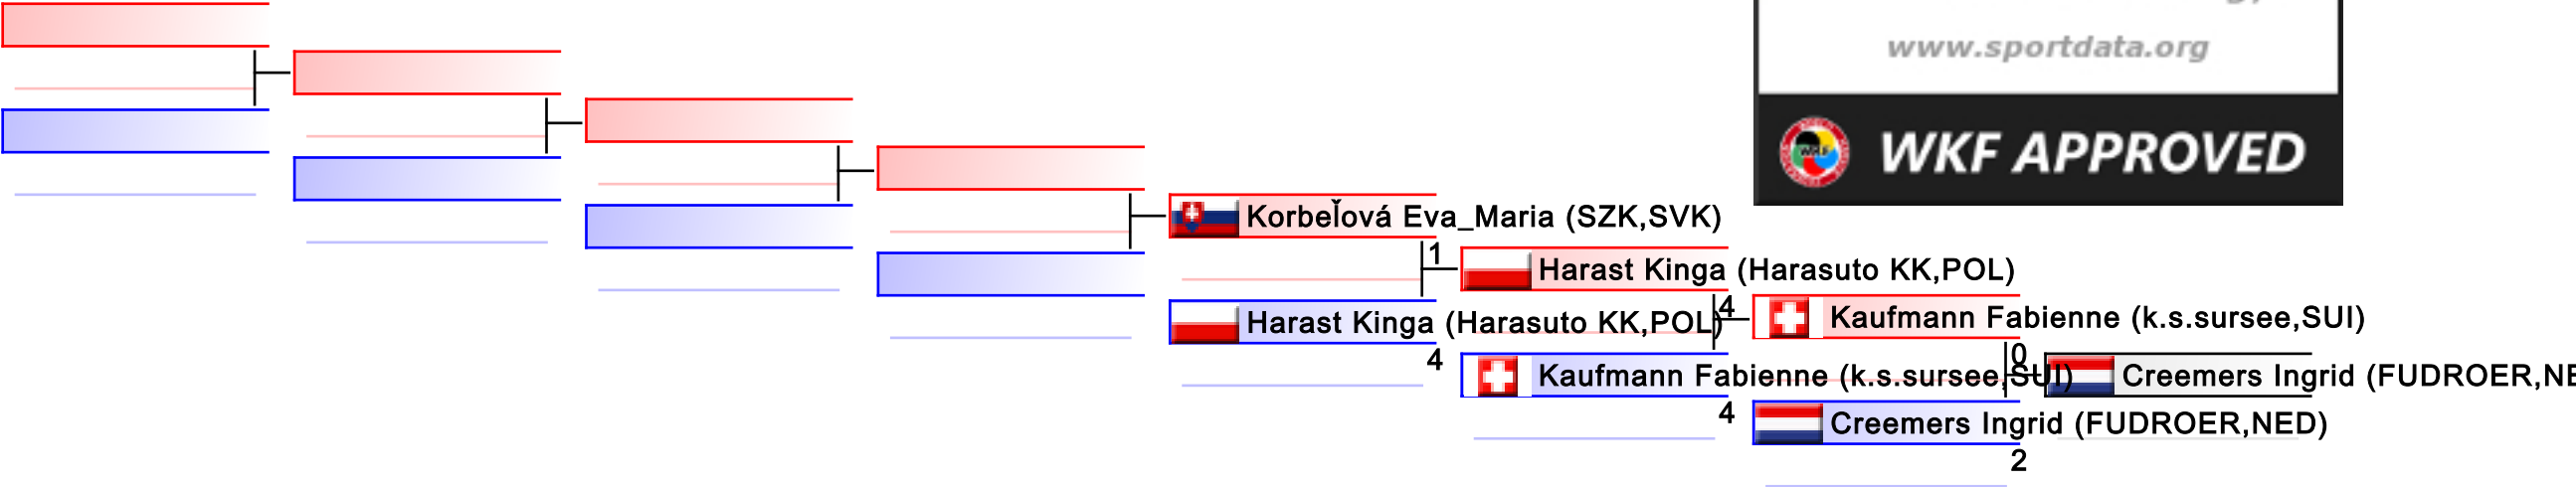 www.sportdata.org
WKF APPROVED
Korbeľová Eva_Maria (SZK,SVK)
1
Harast Kinga (Harasuto KK,POL)
4
Harast Kinga (Harasuto KK,POL)
4
Kaufmann Fabienne (k.s.sursee,SUI)
0
Kaufmann Fabienne (k.s.sursee,SUI)
4
Creemers Ingrid (FUDROER,NE
Creemers Ingrid (FUDROER,NED)
2